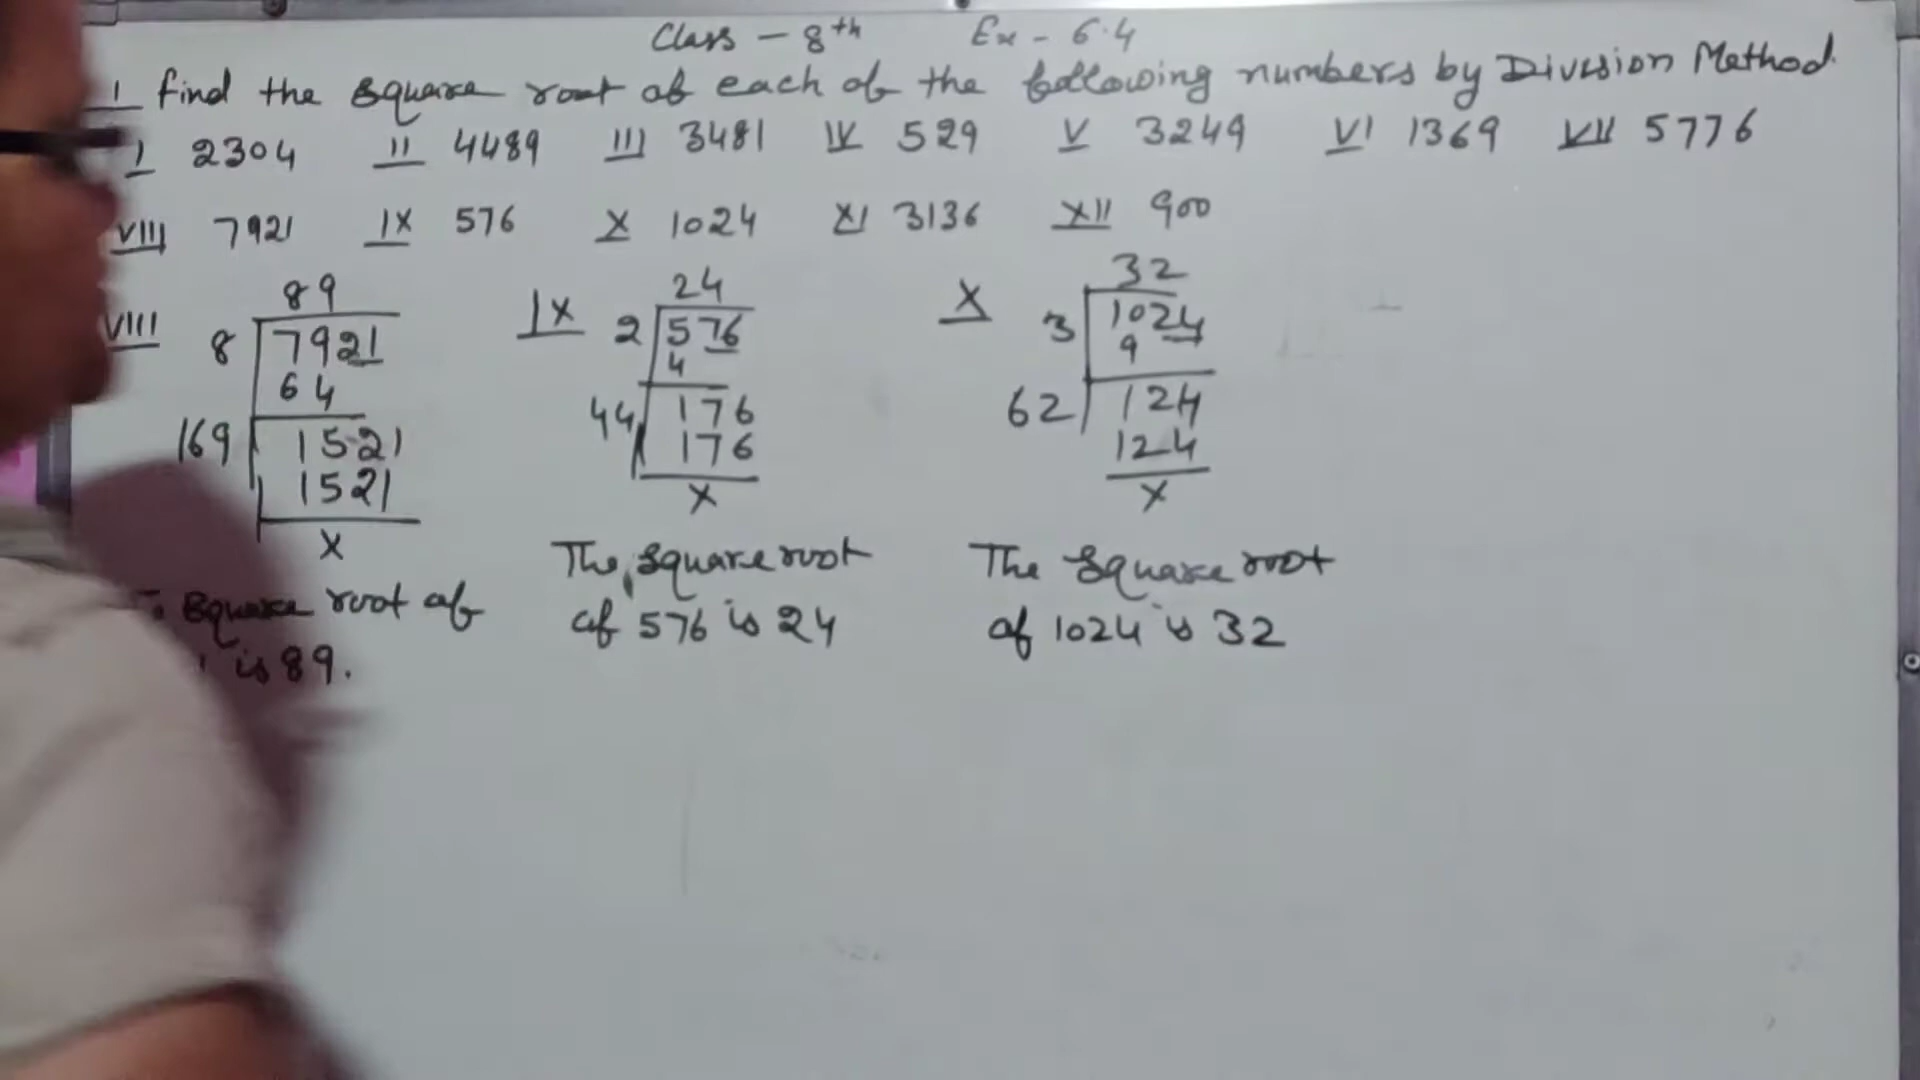 Class - 8th Ex - 6.4
1 find the square root of each of the following numbers by Division Method.
I 2304 II 4489 III 3481 IV 529 V 3249 VI 1369 VII 5776
VIII 7921 IX 576 X 1024 XI 3136 XII 900
VIII
89
8 7921
64
169 1521
1521
x
square root of
is 89.
IX
24
2 576
4
44 176
176
x
The square root
of 576 is 24
X
32
3 1024
9
62 124
124
x
The square root
of 1024 is 32